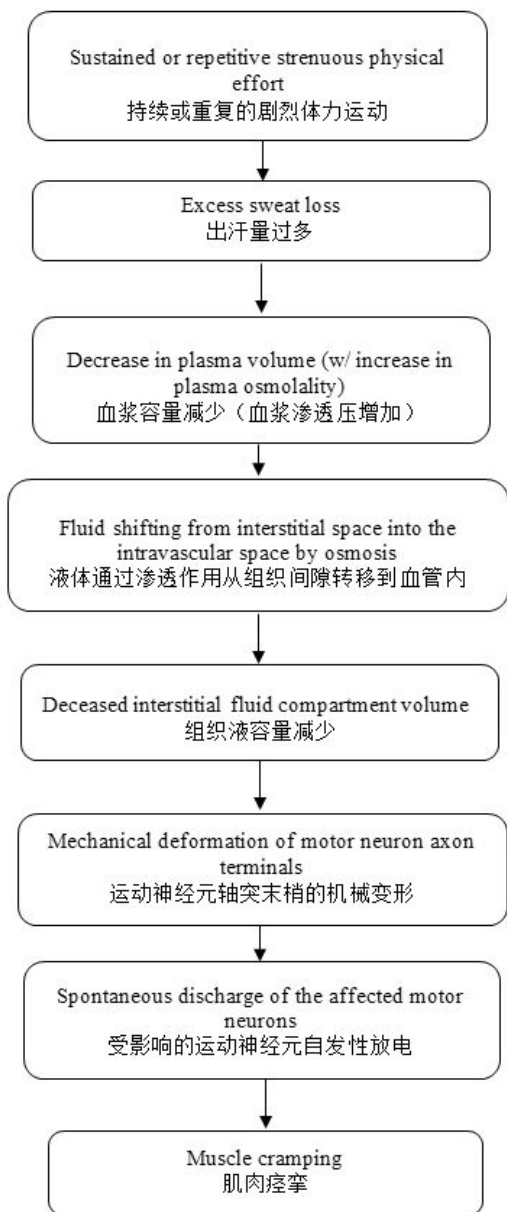 Sustained or repetitive strenuous physical
effort
持续或重复的剧烈体力运动
Excess sweat loss
出汗量过多
Decrease in plasma volume (w/ increase in
plasma osmolality)
血浆容量减少（血浆渗透压增加）
Fluid shifting from interstitial space into the
intravascular space by osmosis
液体通过渗透作用从组织间隙转移到血管内
Deceased interstitial fluid compartment volume
组织液容量减少
Mechanical deformation of motor neuron axon
terminals
运动神经元轴突末梢的机械变形
Spontaneous discharge of the affected motor
neurons
受影响的运动神经元自发性放电
Muscle cramping
肌肉痉挛